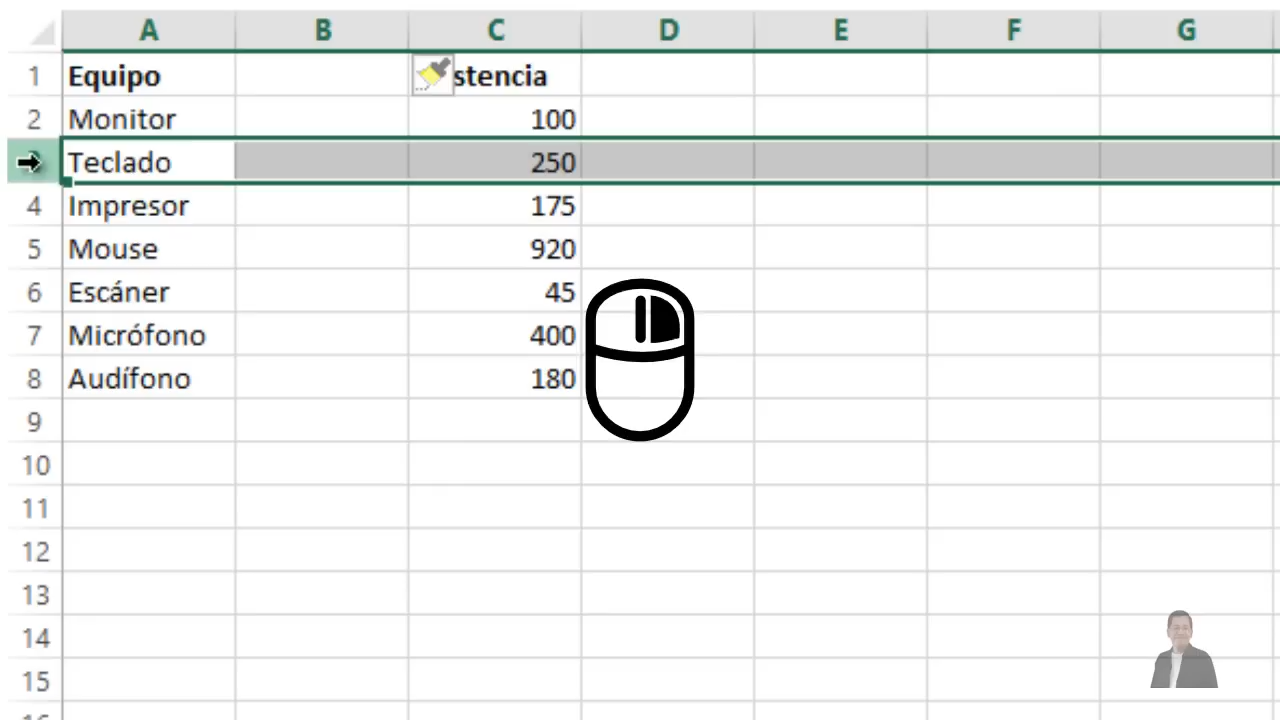 A B C D E F G
1 Equipo stencia
2 Monitor 100
Teclado 250
4 Impresor 175
5 Mouse 920
6 Escáner 45
7 Micrófono 400
8 Audífono 180
9
10
11
12
13
14
15